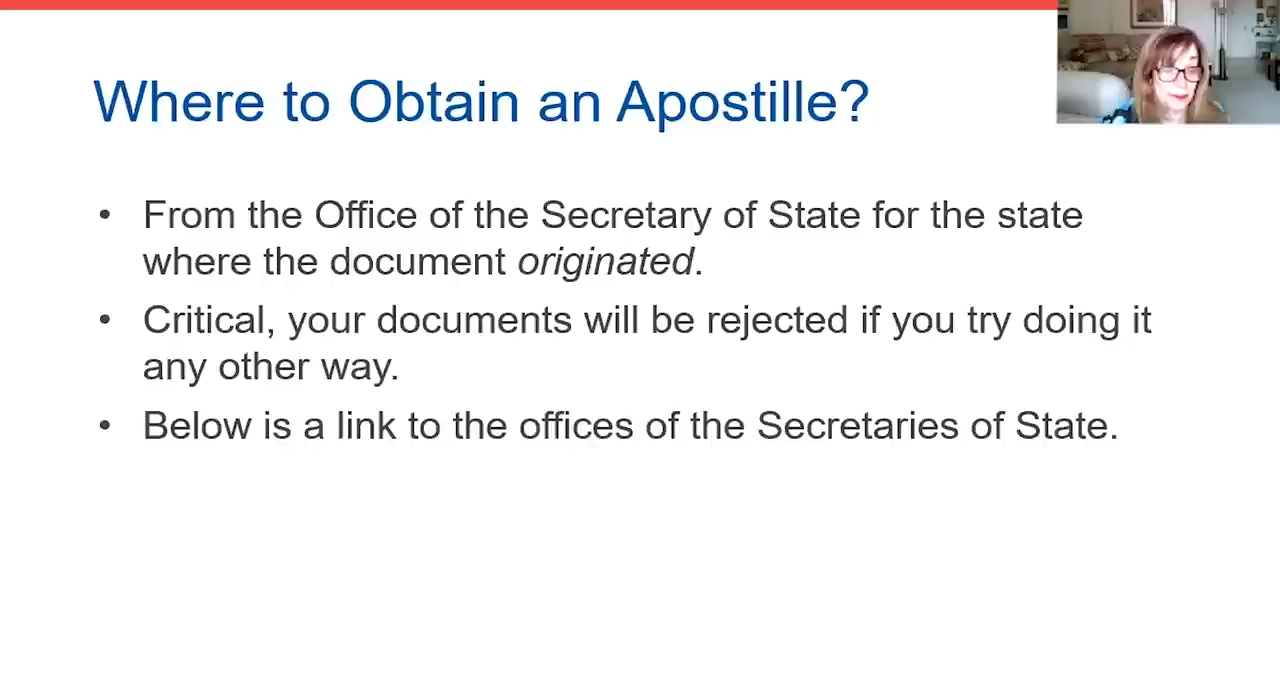 Where to Obtain an Apostille?
• From the Office of the Secretary of State for the state
where the document originated.
• Critical, your documents will be rejected if you try doing it
any other way.
• Below is a link to the offices of the Secretaries of State.